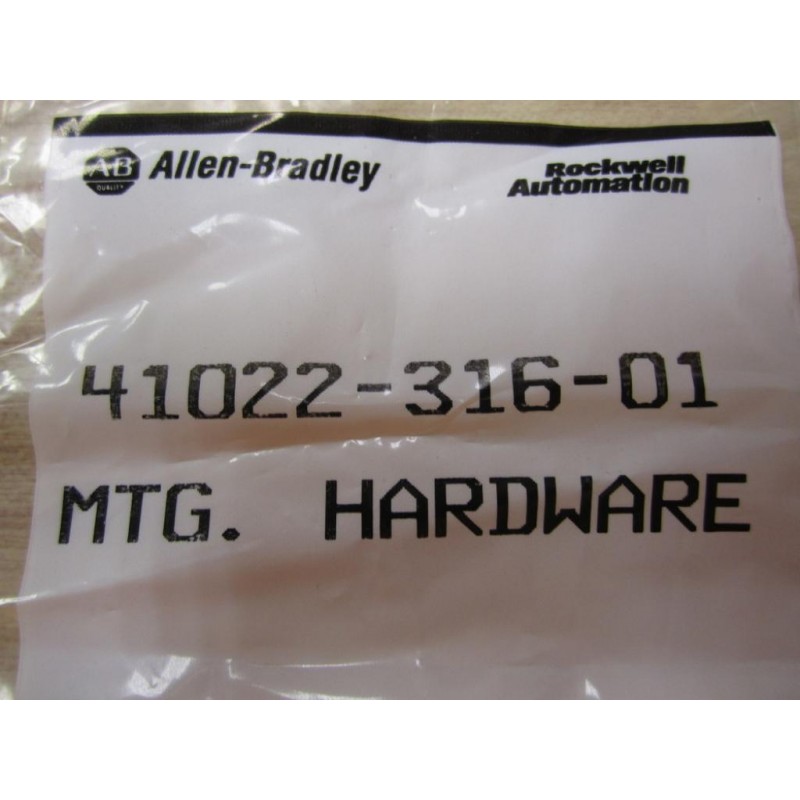 AB QUALITY Allen-Bradley
Rockwell Automation
41022-316-01
MTG. HARDWARE